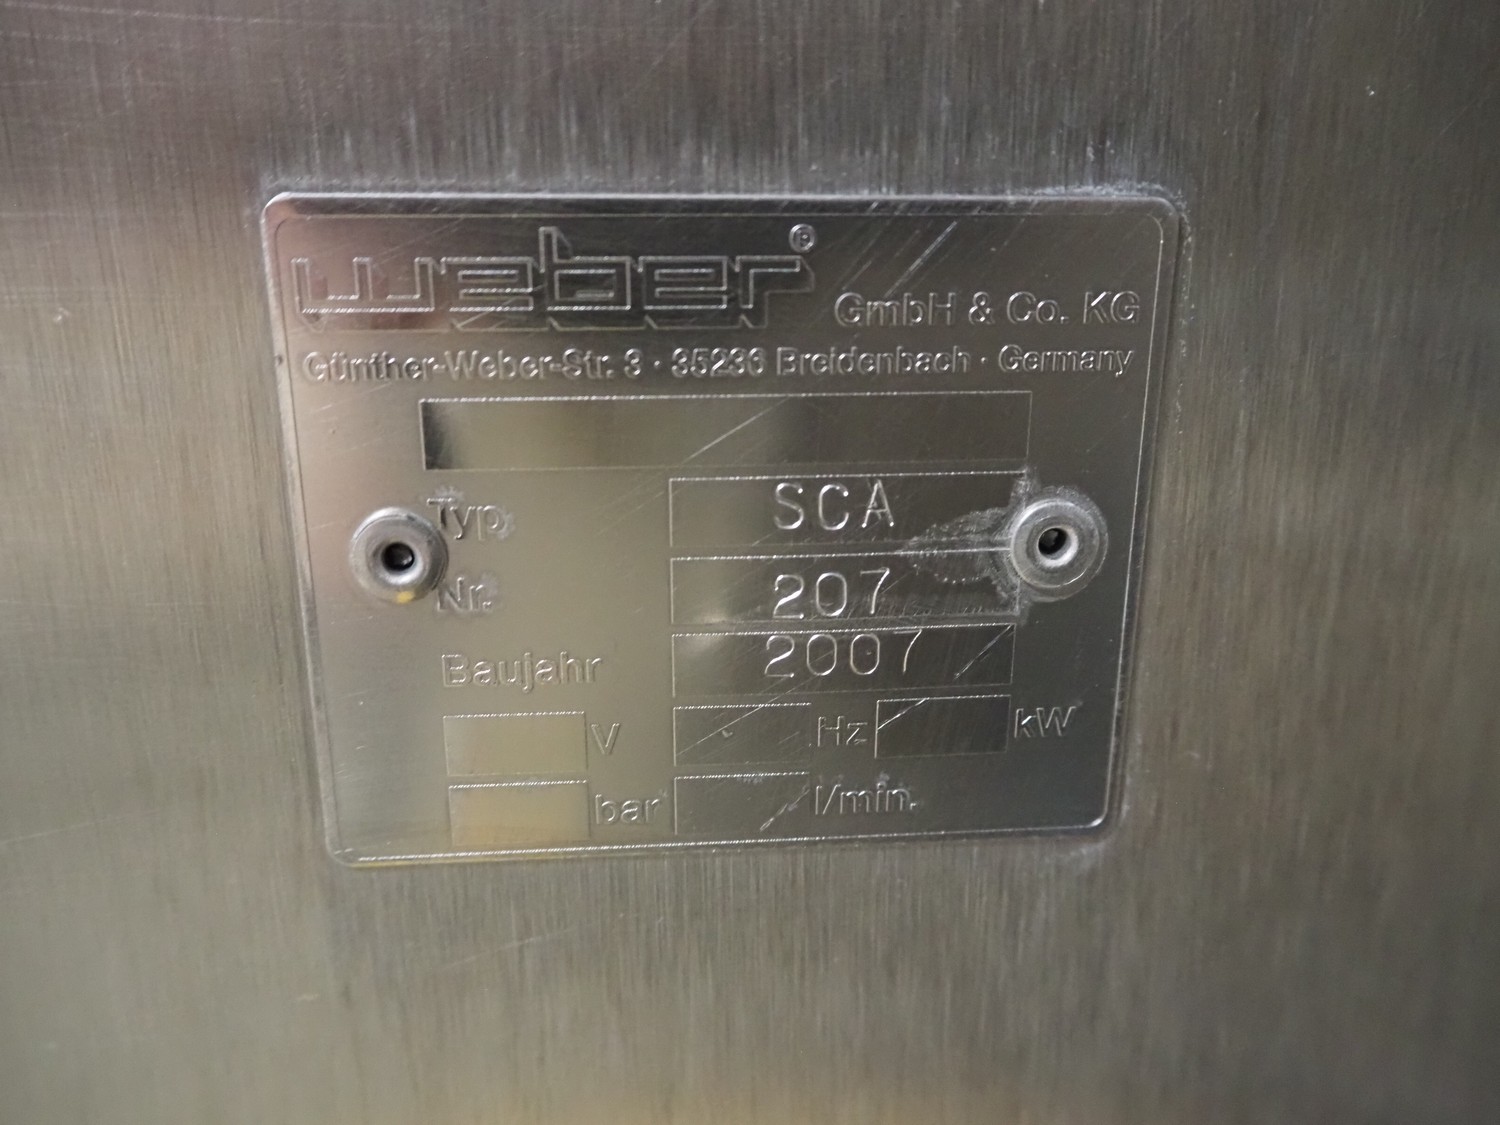 weber® GmbH & Co. KG
Günther-Weber-Str. 3 · 35236 Breidenbach · Germany
Typ SCA
Nr. 207
Baujahr 2007
V Hz kW
bar l/min.